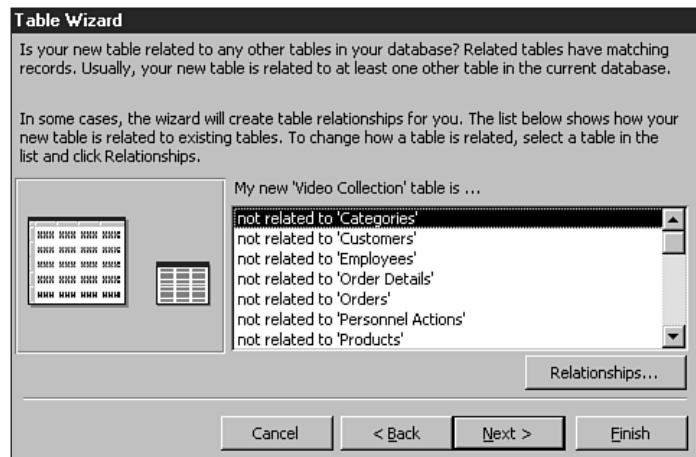 Table Wizard
Is your new table related to any other tables in your database? Related tables have matching
records. Usually, your new table is related to at least one other table in the current database.
In some cases, the wizard will create table relationships for you. The list below shows how your
new table is related to existing tables. To change how a table is related, select a table in the
list and click Relationships.
My new 'Video Collection' table is ...
not related to 'Categories'
not related to 'Customers'
not related to 'Employees'
not related to 'Order Details'
not related to 'Orders'
not related to 'Personnel Actions'
not related to 'Products'
Relationships...
Cancel
< Back
Next >
Finish